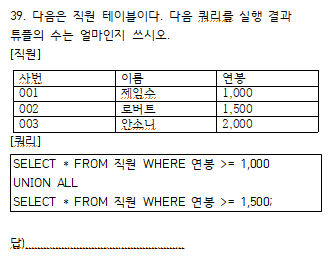 39. 다음은 직원 테이블이다. 다음 쿼리를 실행 결과
튜플의 수는 얼마인지 쓰시오.
[직원]
사번 이름 연봉
001 제임수 1,000
002 로버트 1,500
003 안소니 2,000
[쿼리]
SELECT * FROM 직원 WHERE 연봉 >= 1,000
UNION ALL
SELECT * FROM 직원 WHERE 연봉 >= 1,500;
답)